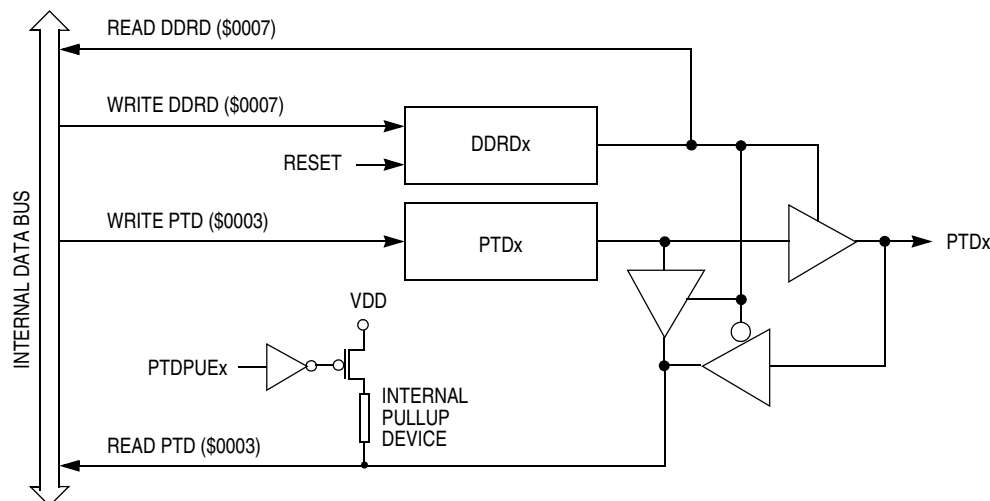 READ DDRD ($0007)
WRITE DDRD ($0007)
DDRDx
RESET
INTERNAL DATA BUS
WRITE PTD ($0003)
PTDx
PTDx
VDD
PTDPUEx
INTERNAL
PULLUP
DEVICE
READ PTD ($0003)